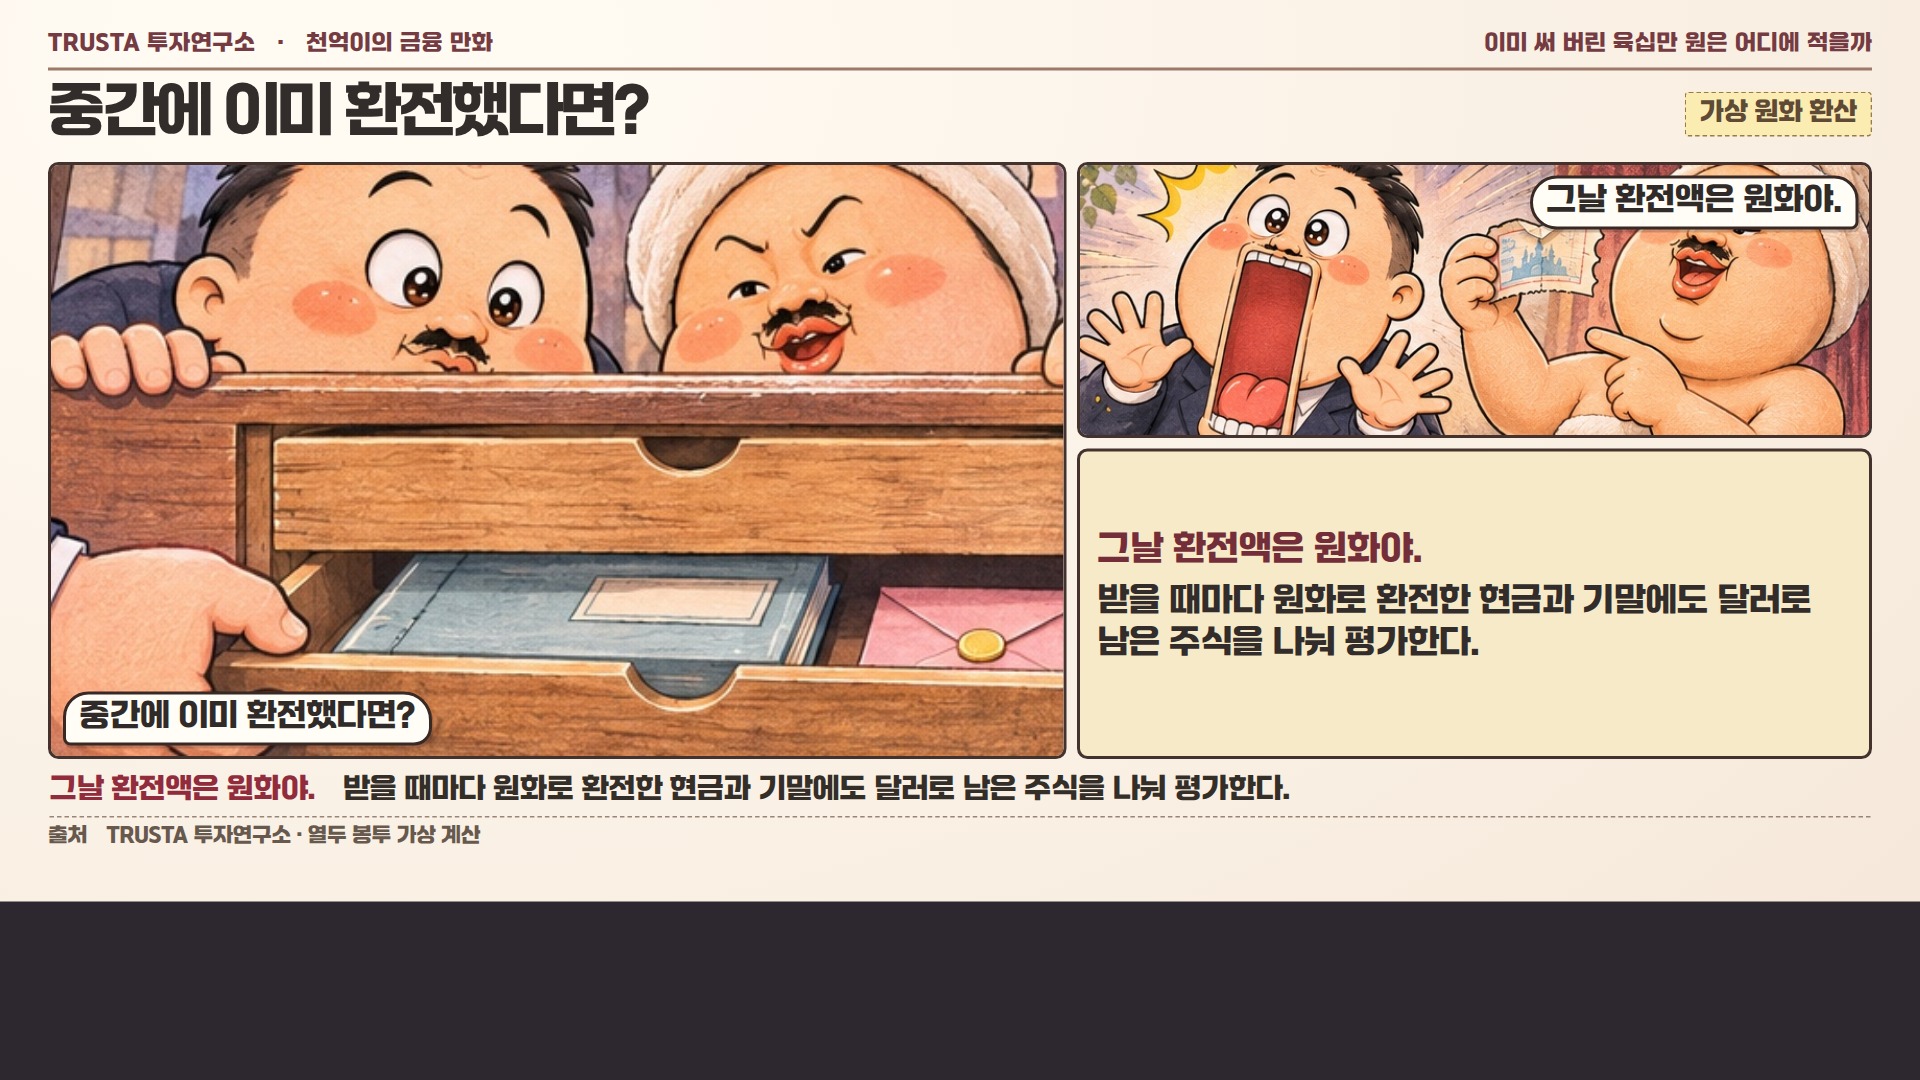 TRUSTA 투자연구소 · 천억이의 금융 만화
이미 써 버린 육십만 원은 어디에 적을까
중간에 이미 환전했다면?
가상 원화 환산
그날 환전액은 원화야.
중간에 이미 환전했다면?
그날 환전액은 원화야.
받을 때마다 원화로 환전한 현금과 기말에도 달러로
남은 주식을 나눠 평가한다.
그날 환전액은 원화야. 받을 때마다 원화로 환전한 현금과 기말에도 달러로 남은 주식을 나눠 평가한다.
출처 TRUSTA 투자연구소 · 열두 봉투 가상 계산